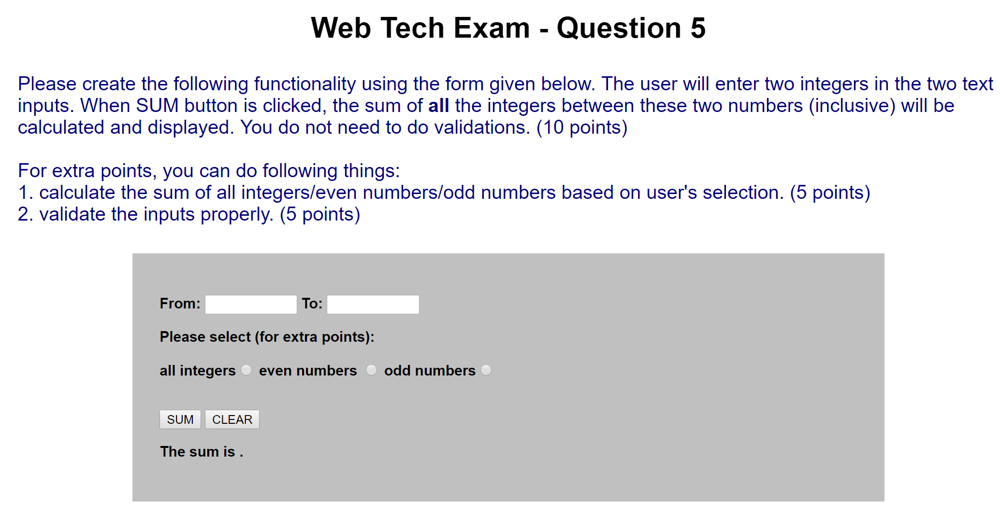 Web Tech Exam - Question 5
Please create the following functionality using the form given below. The user will enter two integers in the two text
inputs. When SUM button is clicked, the sum of all the integers between these two numbers (inclusive) will be
calculated and displayed. You do not need to do validations. (10 points)
For extra points, you can do following things:
1. calculate the sum of all integers/even numbers/odd numbers based on user's selection. (5 points)
2. validate the inputs properly. (5 points)
From: To:
Please select (for extra points):
all integers even numbers odd numbers
SUM CLEAR
The sum is .